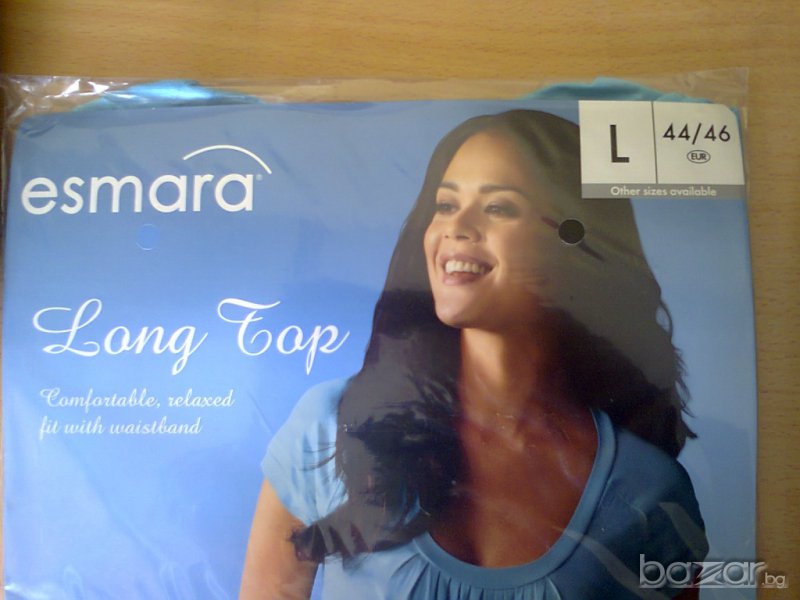 esmara®
L
44/46
EUR
Other sizes available
Long Top
Comfortable, relaxed
fit with waistband
bazar.bg